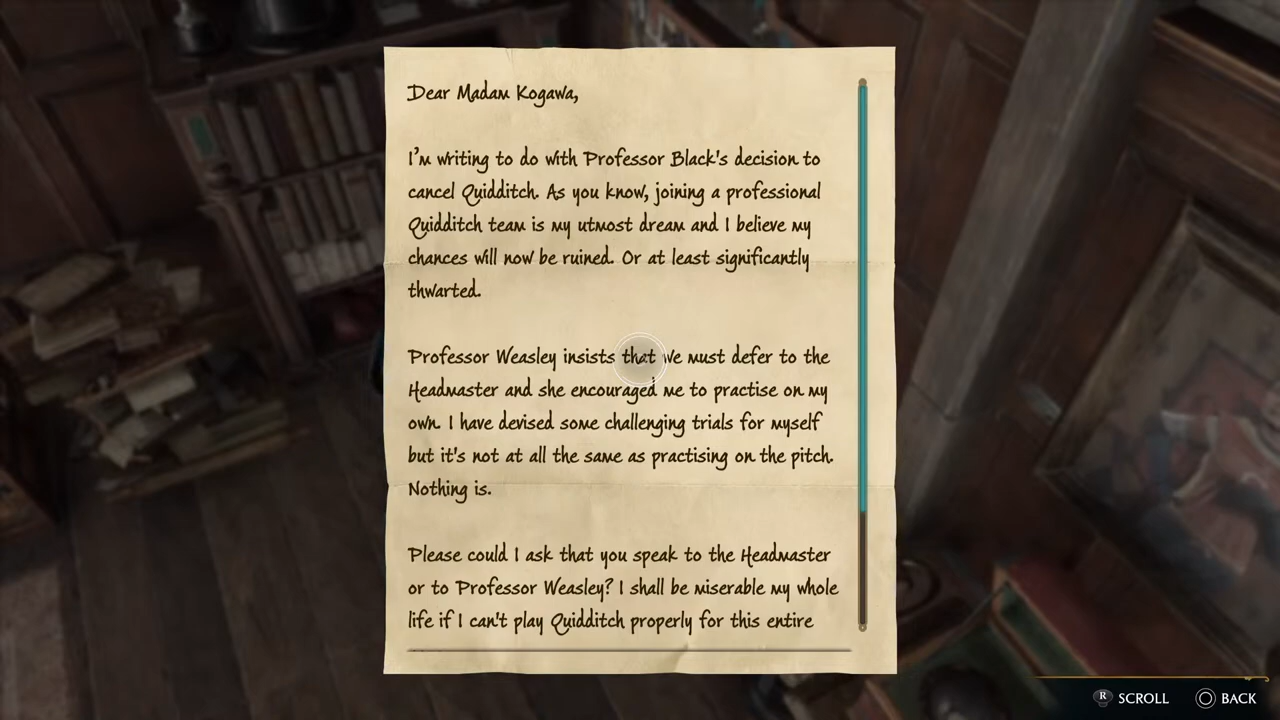 Dear Madam Kogawa,
I'm writing to do with Professor Black's decision to
cancel Quidditch. As you know, joining a professional
Quidditch team is my utmost dream and I believe my
chances will now be ruined. Or at least significantly
thwarted.
Professor Weasley insists that we must defer to the
Headmaster and she encouraged me to practise on my
own. I have devised some challenging trials for myself
but it's not at all the same as practising on the pitch.
Nothing is.
Please could I ask that you speak to the Headmaster
or to Professor Weasley? I shall be miserable my whole
life if I can't play Quidditch properly for this entire
R SCROLL
BACK